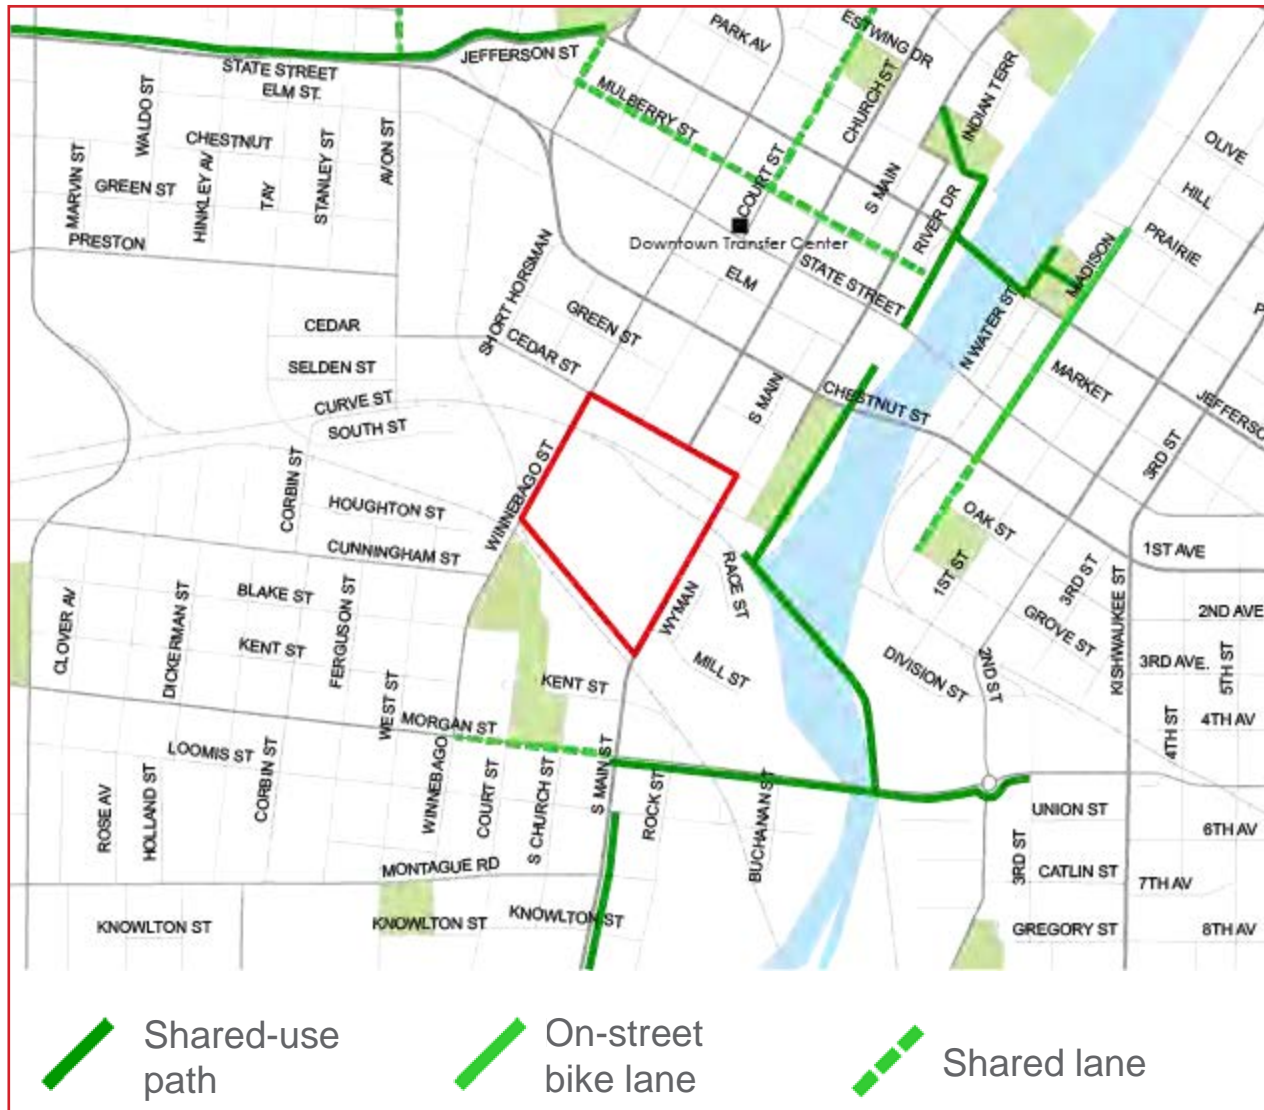 PARK AV
ESTWING DR
JEFFERSON ST
STATE STREET
ELM ST.
WALDO ST
MULBERRY ST
CHURCH ST
INDIAN TERR
CHESTNUT
STANLEY ST
AVON ST
OLIVE
MARVIN ST
GREEN ST
HINKLEY AV
TAY
COURT ST
S MAIN
HILL
PRESTON
RIVER DR
PRAIRIE
Downtown Transfer Center
MADISON
ELM
STATE STREET
SHORT HORSMAN
GREEN ST
CEDAR
CEDAR ST
N WATER ST
P
SELDEN ST
MARKET
CURVE ST
S MAIN
CHESTNUT ST
JEFFERSO
SOUTH ST
3RD ST
CORBIN ST
WINNEBAGO ST
HOUGHTON ST
OAK ST
CUNNINGHAM ST
1ST AVE
BLAKE ST
RACE ST
1ST ST
3RD ST
CLOVER AV
DICKERMAN ST
FERGUSON ST
WYMAN
GROVE ST
KISHWAUKEE ST
2ND AVE
KENT ST
MILL ST
DIVISION ST
2ND ST
3RD AVE.
5TH ST
KENT ST
WEST ST
MORGAN ST
4TH ST
4TH AV
LOOMIS ST
CORBIN ST
WINNEBAGO
COURT ST
S CHURCH ST
S MAIN ST
ROCK ST
BUCHANAN ST
ROSE AV
HOLLAND ST
UNION ST
6TH AV
3RD ST
MONTAGUE RD
CATLIN ST
7TH AV
KNOWLTON ST
KNOWLTON ST
KNOWLTON ST
GREGORY ST
8TH AV
Shared-use
path
On-street
bike lane
Shared lane